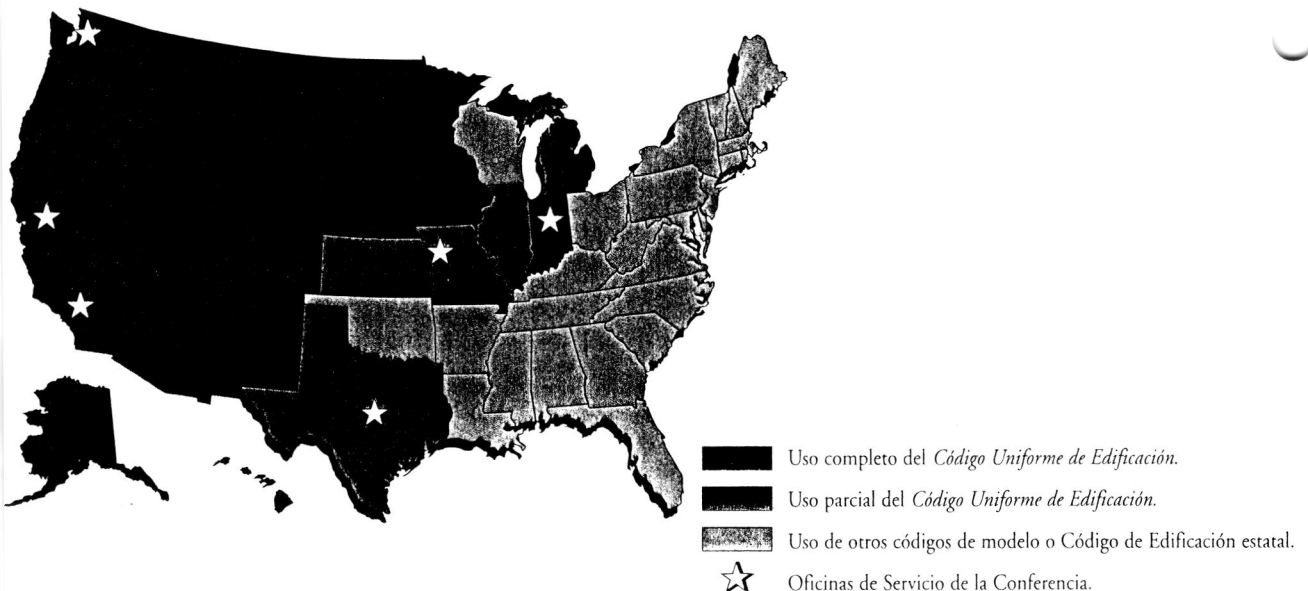 Uso completo del Código Uniforme de Edificación.
Uso parcial del Código Uniforme de Edificación.
Uso de otros códigos de modelo o Código de Edificación estatal.
Oficinas de Servicio de la Conferencia.